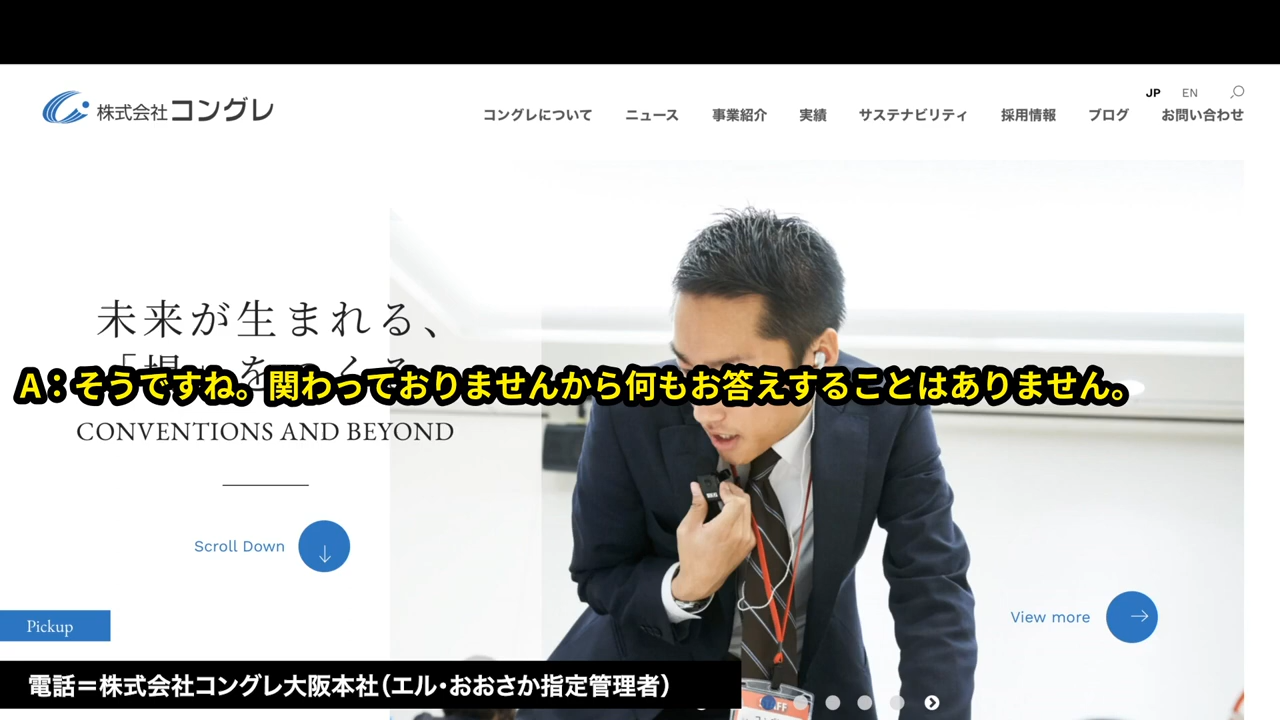 株式会社コングレ
JP EN
コングレについて ニュース 事業紹介 実績 サステナビリティ 採用情報 ブログ お問い合わせ
未来が生まれる、
A：そうですね。関わっておりませんから何もお答えすることはありません。
CONVENTIONS AND BEYOND
Scroll Down
View more
Pickup
電話＝株式会社コングレ大阪本社（エル・おおさか指定管理者）
STAFF